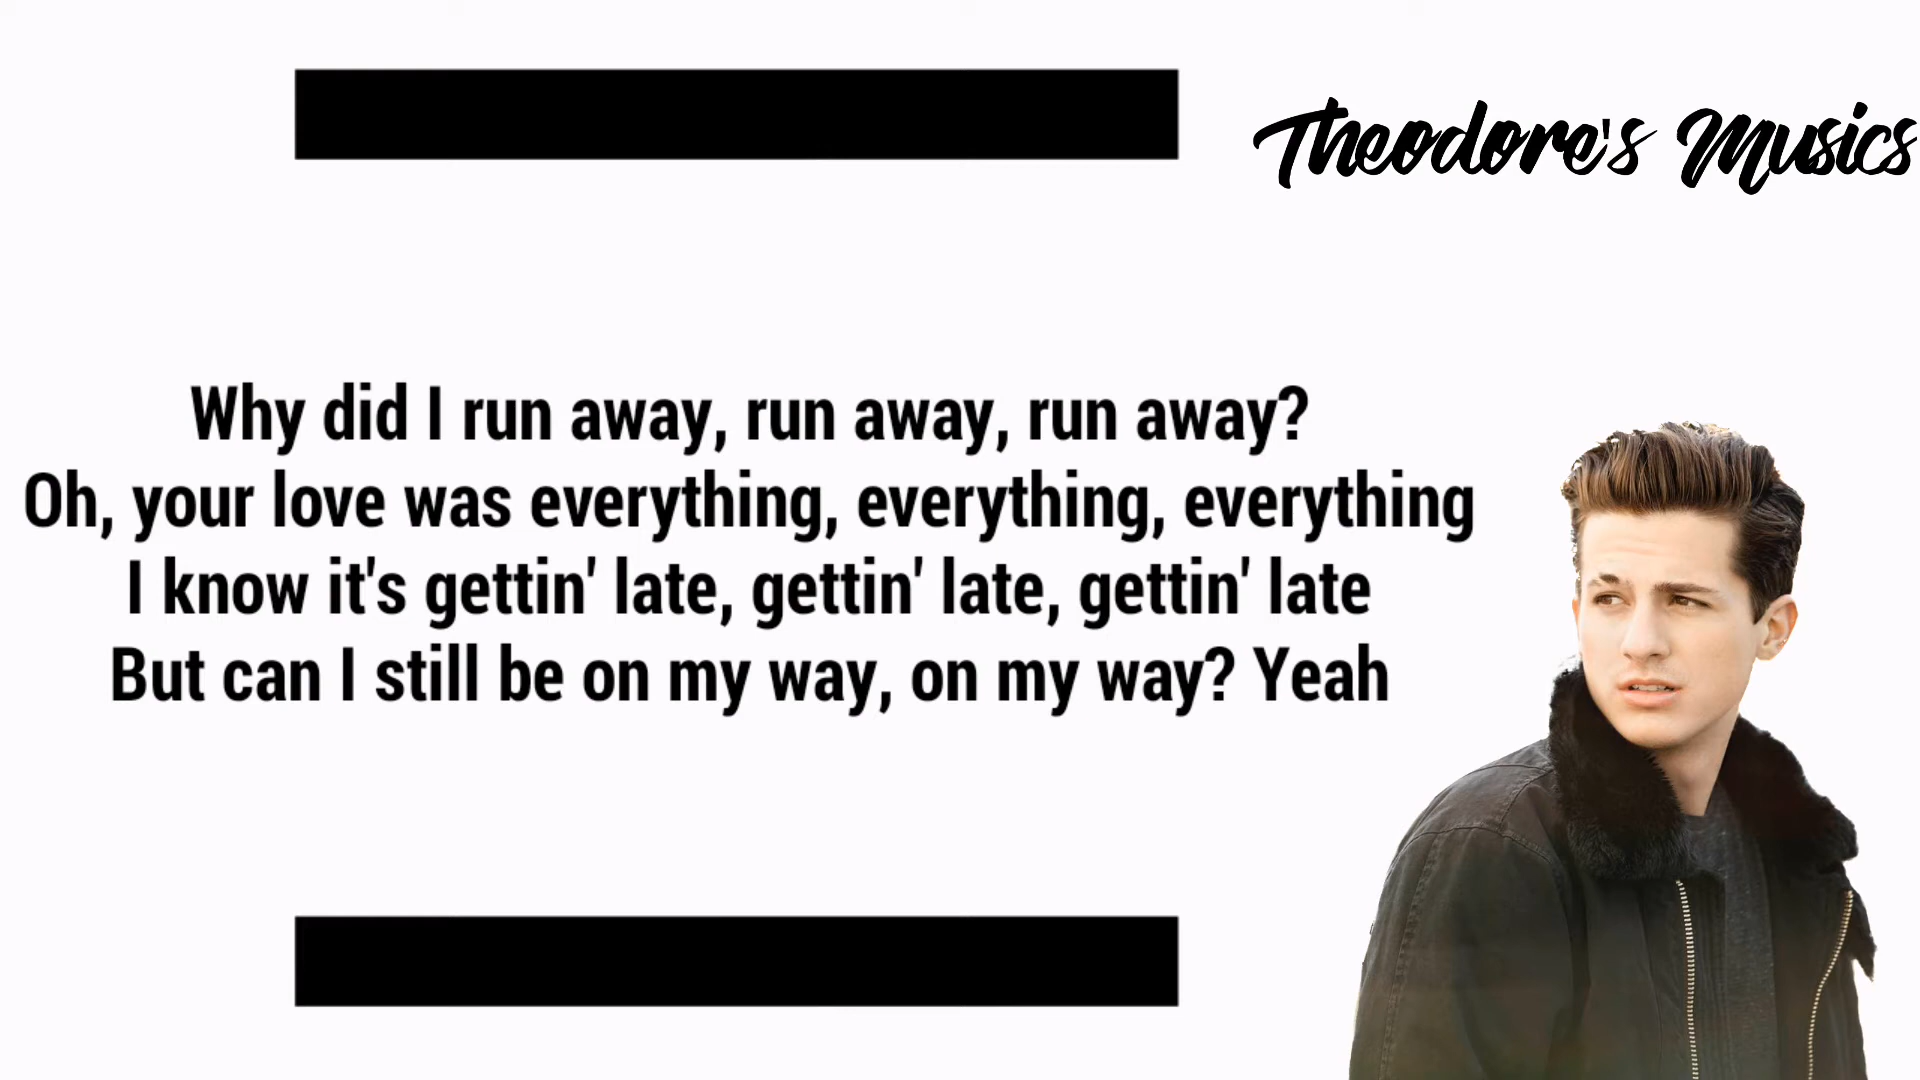 Theodore's Musics
Why did I run away, run away, run away?
Oh, your love was everything, everything, everything
I know it's gettin' late, gettin' late, gettin' late
But can I still be on my way, on my way? Yeah